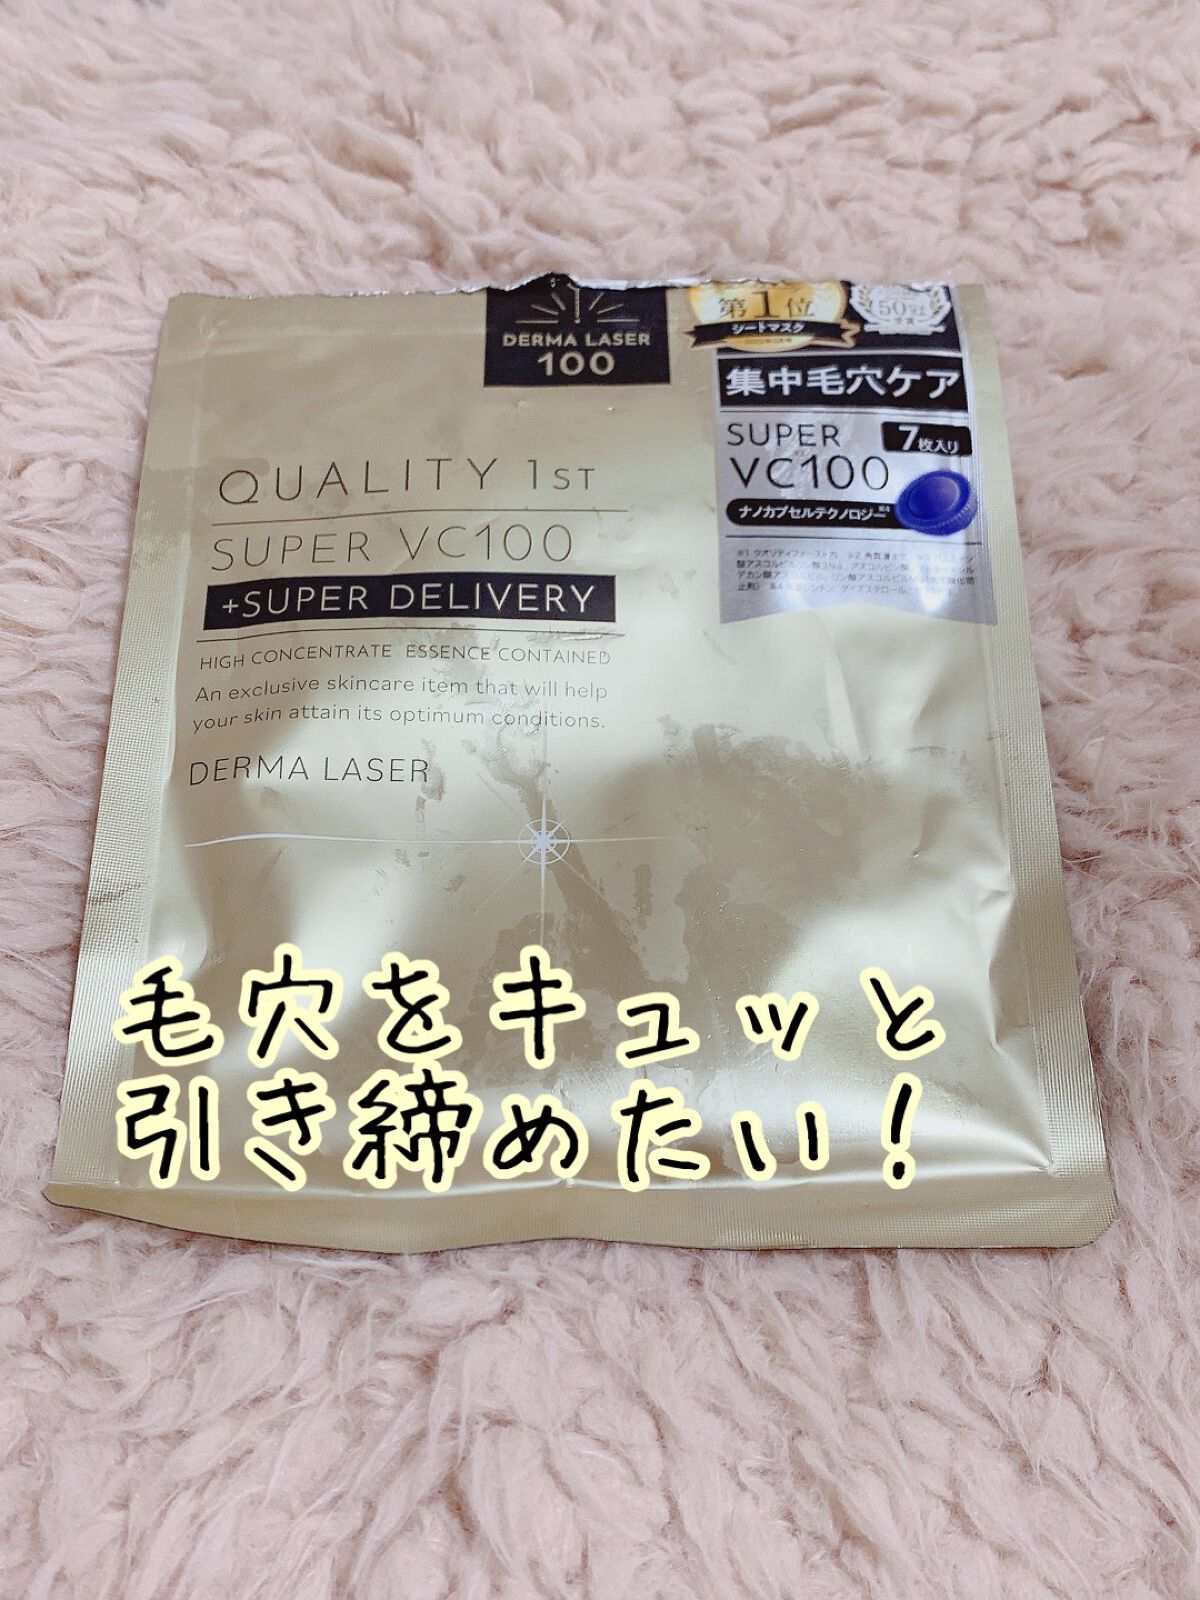 DERMA LASER
100
第1位
シートマスク
50冠
集中毛穴ケア
SUPER
VC100
7枚入り
ナノカプセルテクノロジー
QUALITY 1ST
SUPER VC100
+SUPER DELIVERY
HIGH CONCENTRATE ESSENCE CONTAINED
An exclusive skincare item that will help
your skin attain its optimum conditions.
DERMA LASER
毛穴をキュッと
引き締めたい!